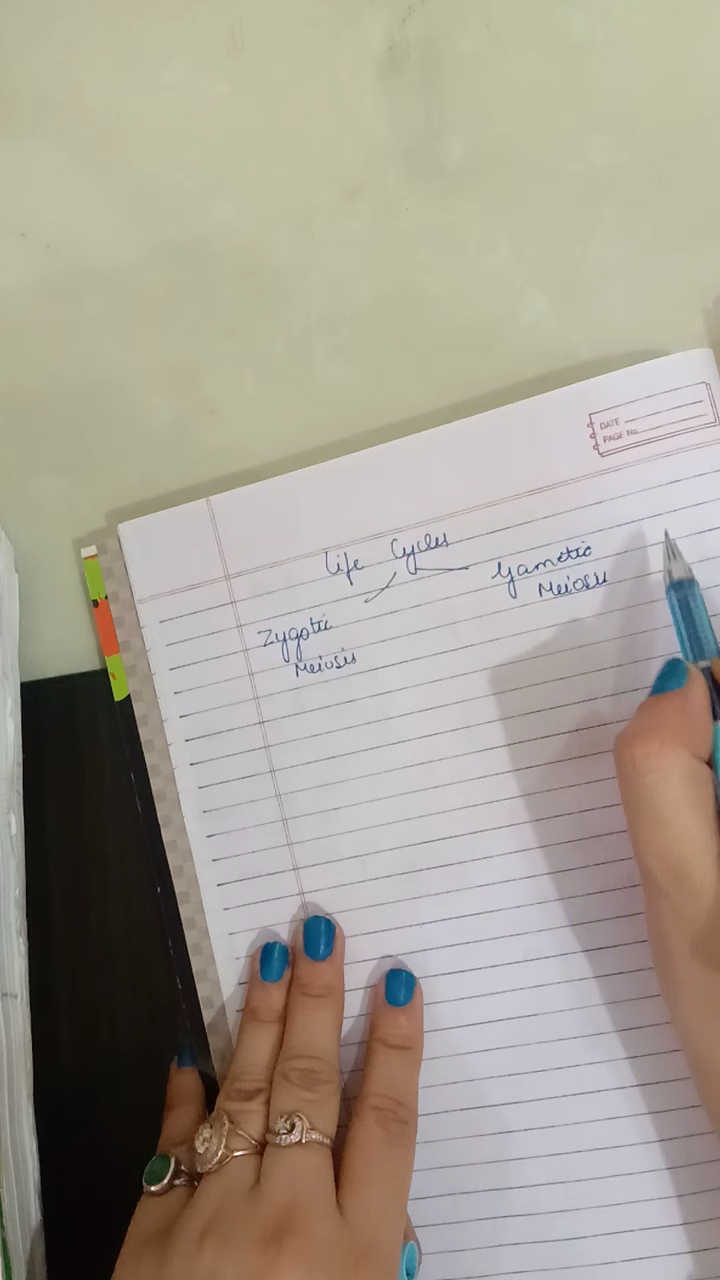 DATE
PAGE No.
Life Cycles
Gametic
Meiosis
Zygotic
Meiosis